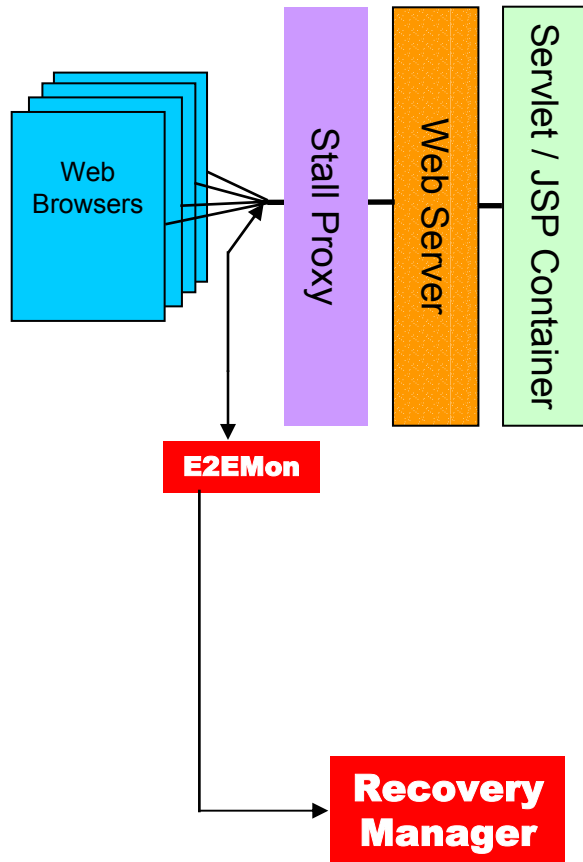 Web
Browsers
Stall Proxy
Web Server
Servlet / JSP Container
E2EMon
Recovery
Manager